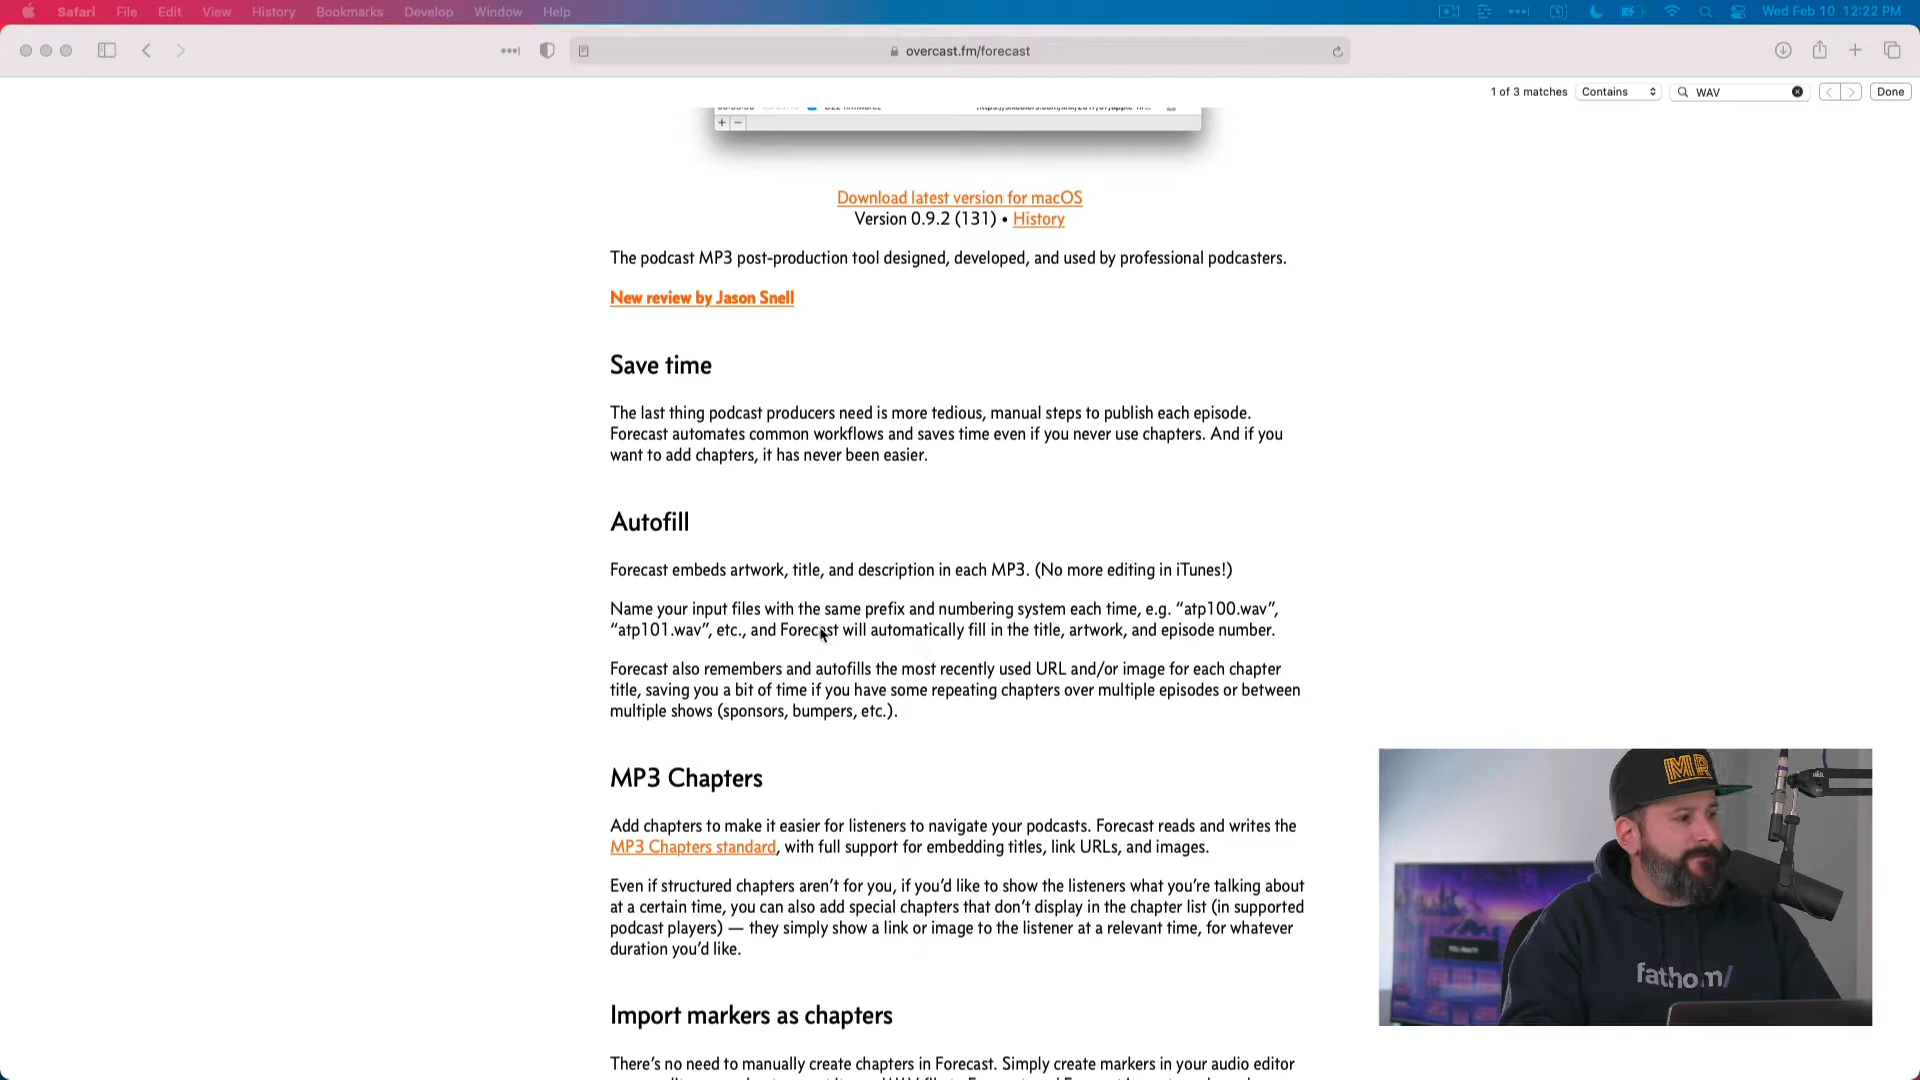 Safari File Edit View History Bookmarks Develop Window Help Wed Feb 10 12:22 PM
overcast.fm/forecast
1 of 3 matches Contains WAV Done
Download latest version for macOS
Version 0.9.2 (131) • History
The podcast MP3 post-production tool designed, developed, and used by professional podcasters.
New review by Jason Snell
Save time
The last thing podcast producers need is more tedious, manual steps to publish each episode.
Forecast automates common workflows and saves time even if you never use chapters. And if you
want to add chapters, it has never been easier.
Autofill
Forecast embeds artwork, title, and description in each MP3. (No more editing in iTunes!)
Name your input files with the same prefix and numbering system each time, e.g. “atp100.wav”,
“atp101.wav”, etc., and Forecast will automatically fill in the title, artwork, and episode number.
Forecast also remembers and autofills the most recently used URL and/or image for each chapter
title, saving you a bit of time if you have some repeating chapters over multiple episodes or between
multiple shows (sponsors, bumpers, etc.).
MP3 Chapters
Add chapters to make it easier for listeners to navigate your podcasts. Forecast reads and writes the
MP3 Chapters standard, with full support for embedding titles, link URLs, and images.
Even if structured chapters aren’t for you, if you’d like to show the listeners what you’re talking about
at a certain time, you can also add special chapters that don’t display in the chapter list (in supported
podcast players) — they simply show a link or image to the listener at a relevant time, for whatever
duration you’d like.
Import markers as chapters
There’s no need to manually create chapters in Forecast. Simply create markers in your audio editor
MR
fathom/